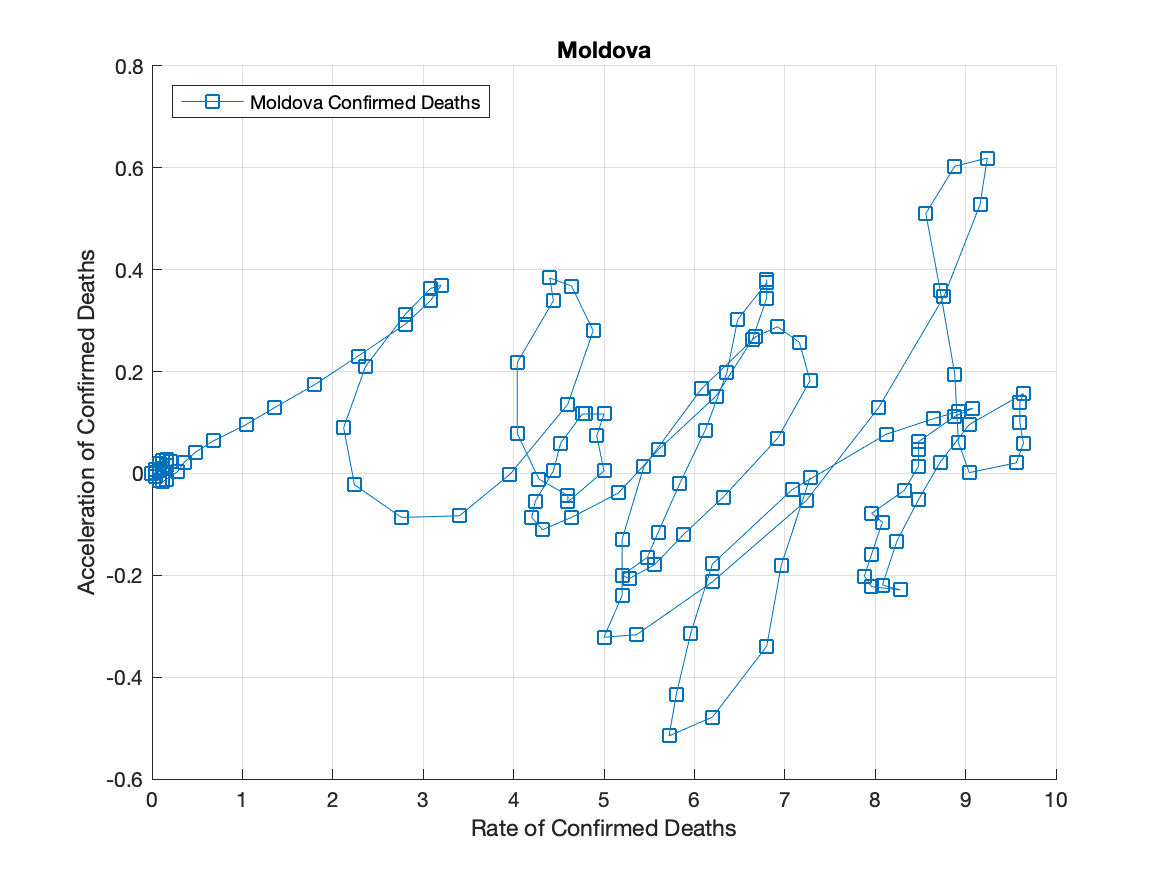 Moldova
0.8
Moldova Confirmed Deaths
0.6
0.4
0.2
0
-0.2
-0.4
-0.6
Acceleration of Confirmed Deaths
0 1 2 3 4 5 6 7 8 9 10
Rate of Confirmed Deaths